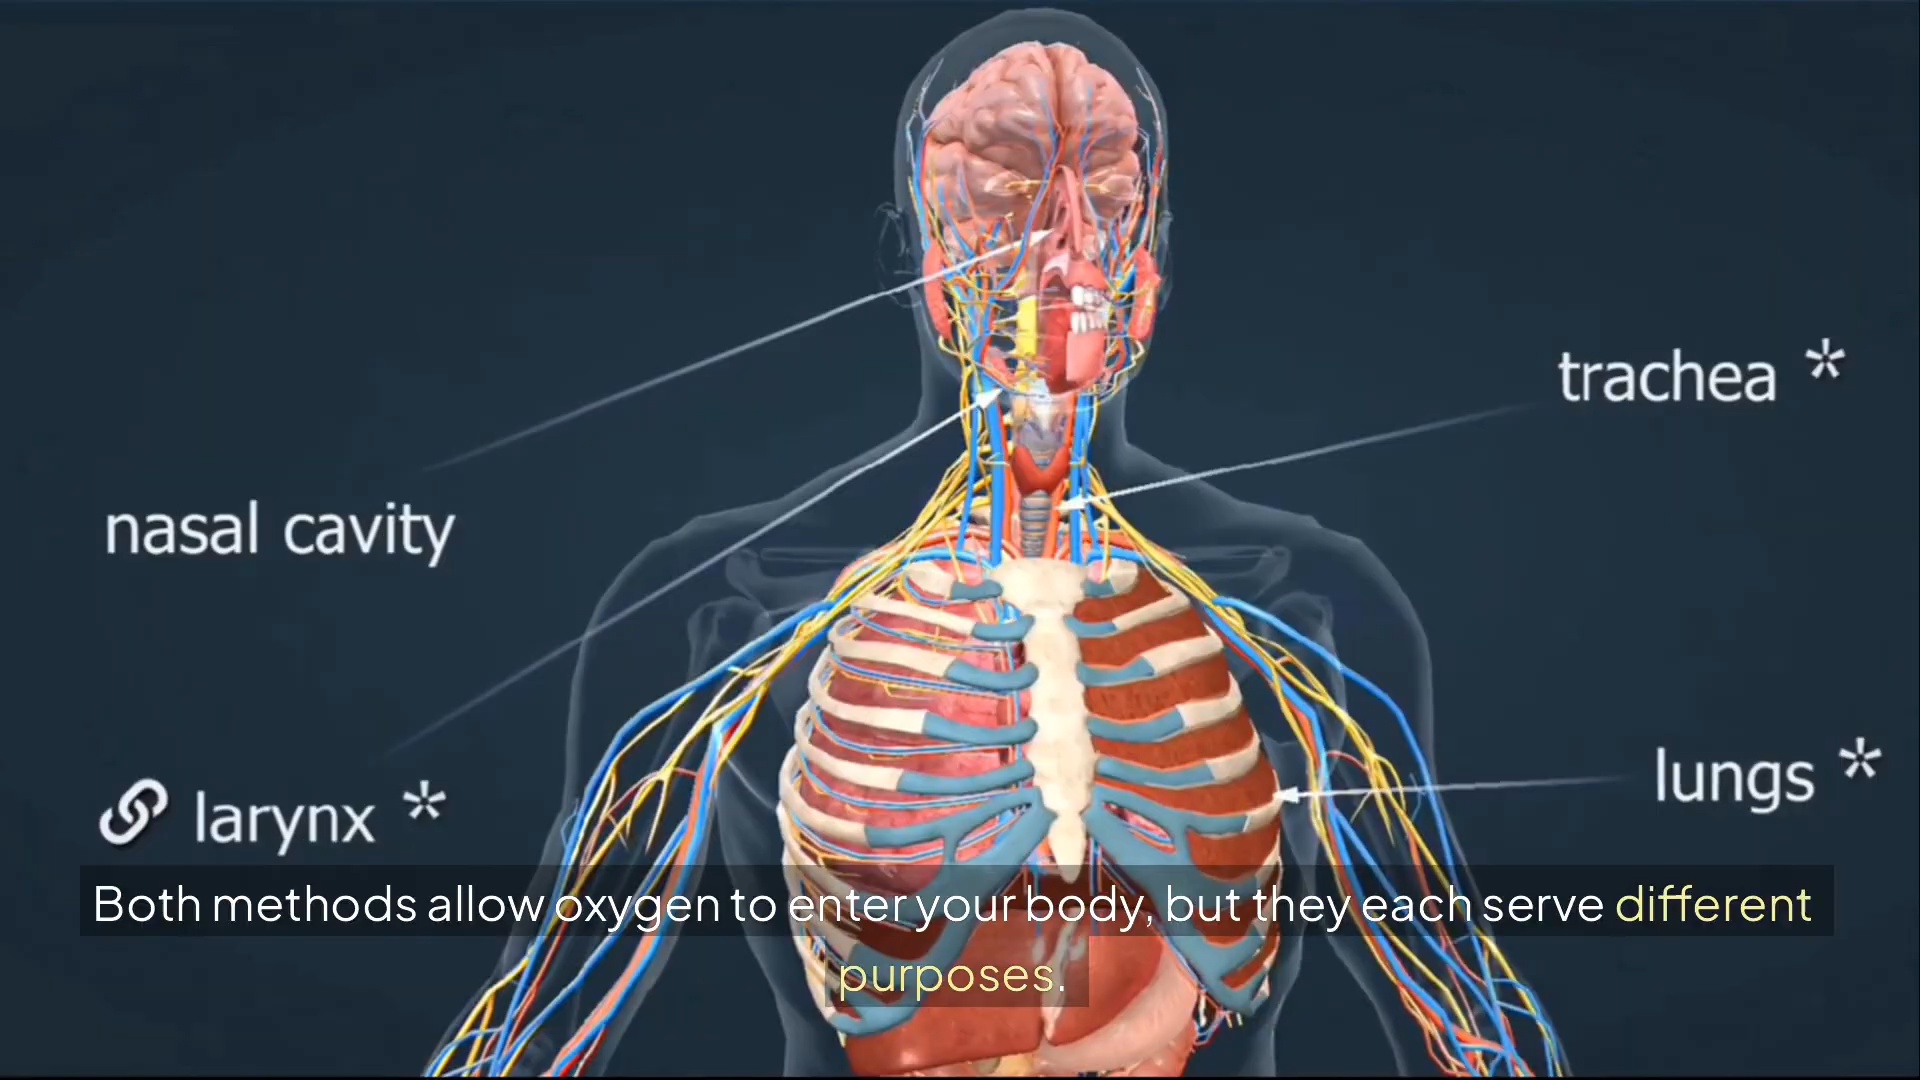 trachea *
nasal cavity
lungs *
larynx *
Both methods allow oxygen to enter your body, but they each serve different
purposes.